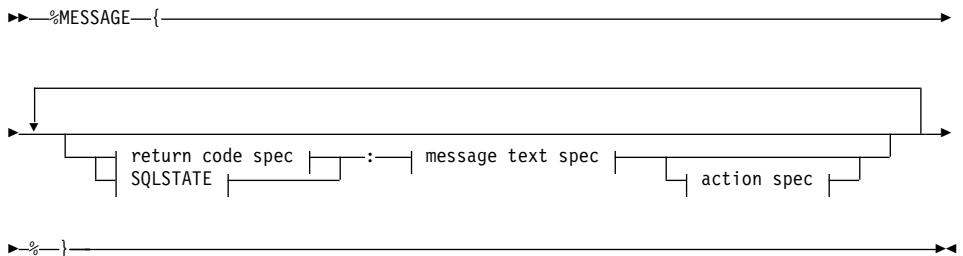 %MESSAGE {
return code spec : message text spec
SQLSTATE action spec
% }